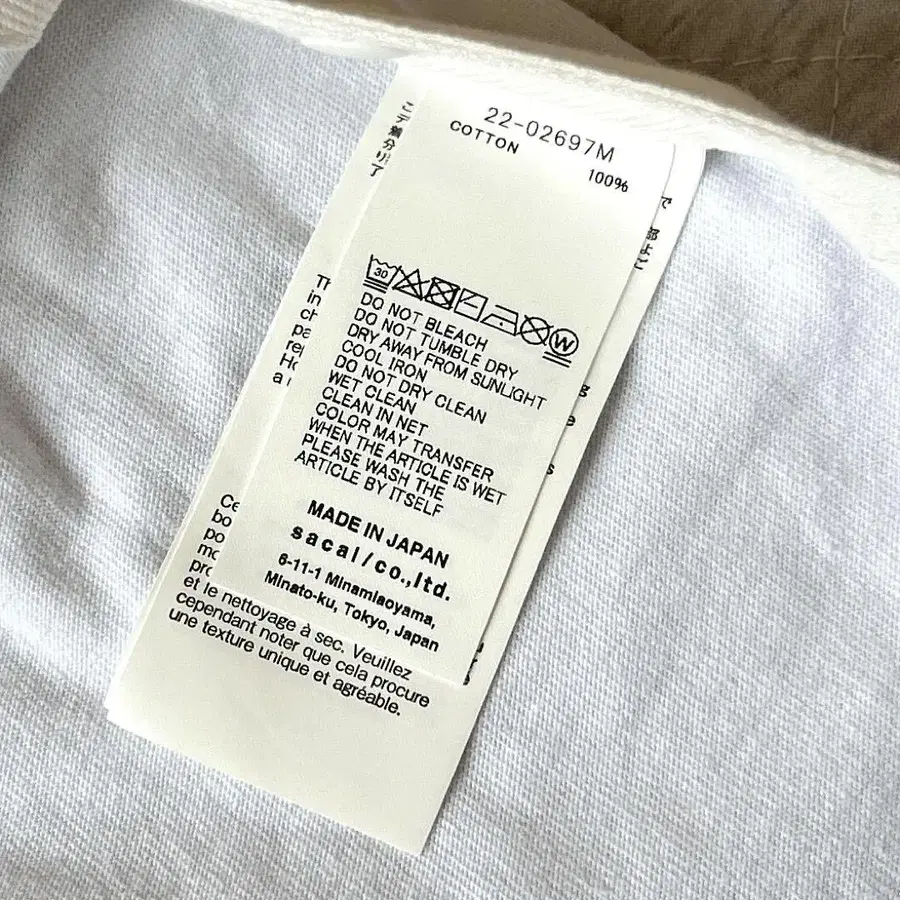 22-02697M
COTTON
100%
30
W
DO NOT BLEACH
DO NOT TUMBLE DRY
DRY AWAY FROM SUNLIGHT
COOL IRON
DO NOT DRY CLEAN
WET CLEAN
CLEAN IN NET
COLOR MAY TRANSFER
WHEN THE ARTICLE IS WET
PLEASE WASH THE
ARTICLE BY ITSELF
MADE IN JAPAN
sacai/co.,ltd.
6-11-1 Minamiaoyama,
Minato-ku, Tokyo, Japan
et le nettoyage à sec. Veuillez
cependant noter que cela procure
une texture unique et agréable.